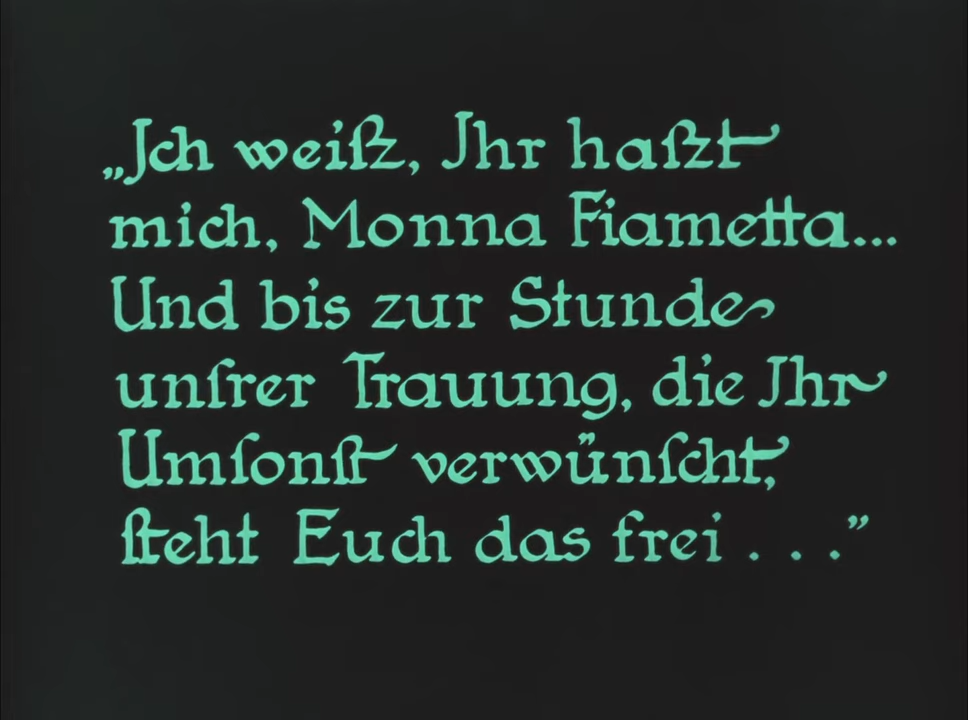 „Ich weiß, Ihr haßt
mich, Monna Fiametta...
Und bis zur Stunde
unſrer Trauung, die Ihr
Umſonſt verwünſcht,
ſteht Euch das frei . . .”